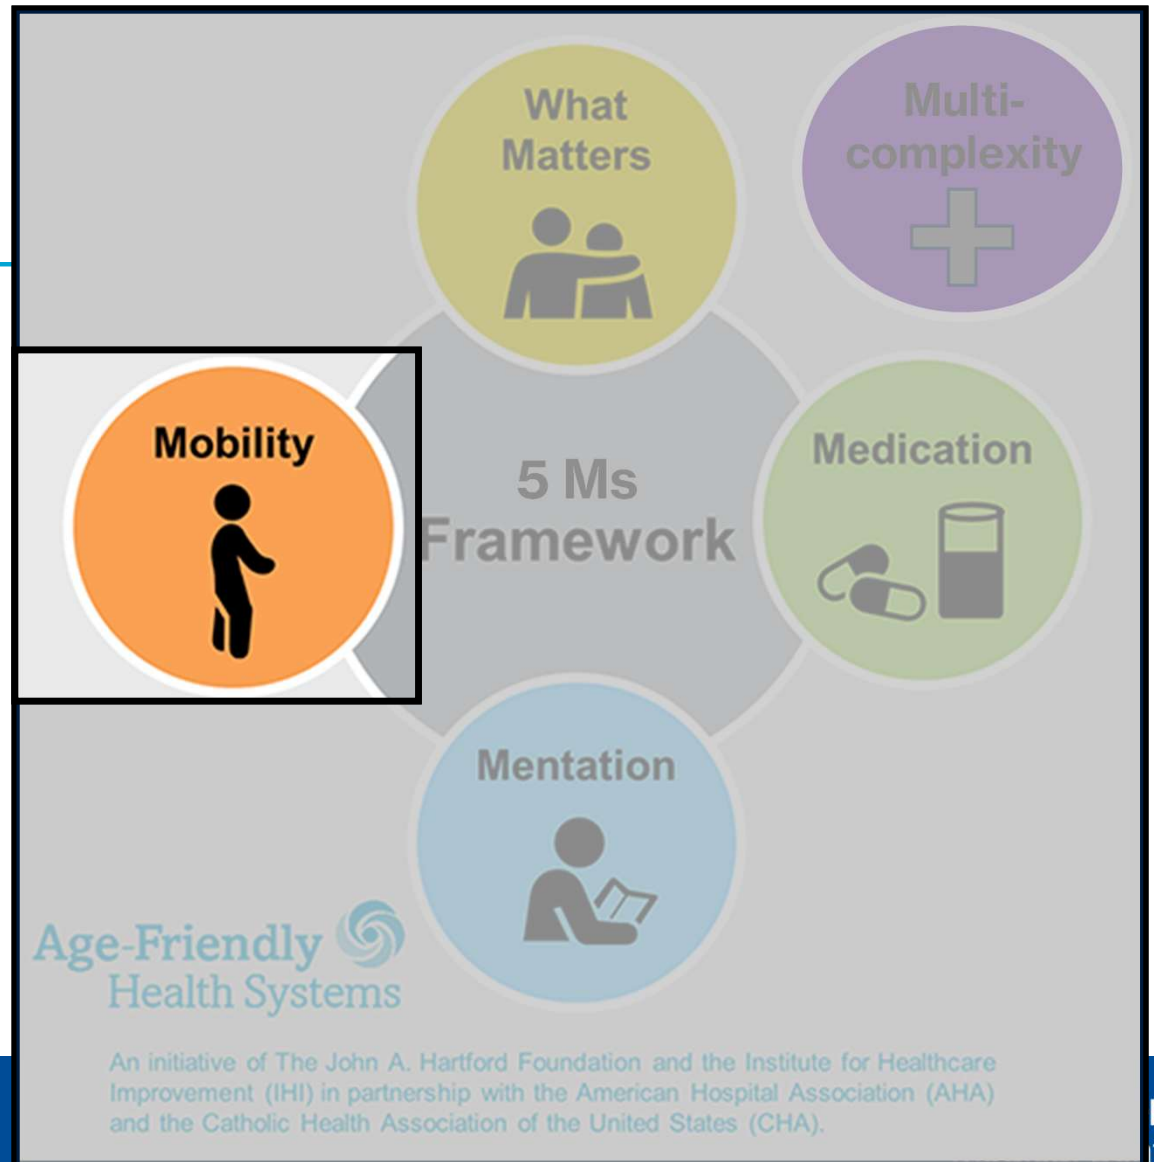 What
Matters
Multi-
complexity
Mobility
5 Ms
Framework
Medication
Mentation
Age-Friendly
Health Systems
An initiative of The John A. Hartford Foundation and the Institute for Healthcare
Improvement (IHI) in partnership with the American Hospital Association (AHA)
and the Catholic Health Association of the United States (CHA).